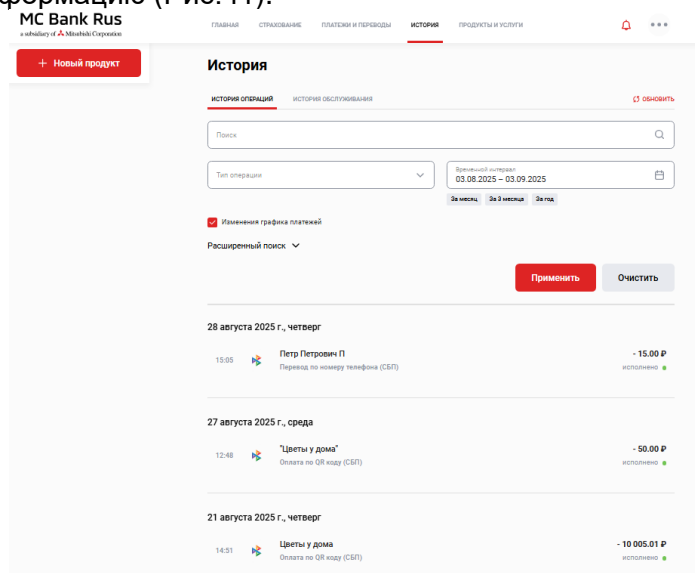 формацию (Рис.
MC Bank Rus
a subsidiary of Mitsubishi Corporation
ГЛАВНАЯ СТРАХОВАНИЕ ПЛАТЕЖИ И ПЕРЕВОДЫ ИСТОРИЯ ПРОДУКТЫ И УСЛУГИ
+ Новый продукт
История
ИСТОРИЯ ОПЕРАЦИЙ ИСТОРИЯ ОБСЛУЖИВАНИЯ ОБНОВИТЬ
Поиск
Тип операции
Временной интервал
03.08.2025 – 03.09.2025
За месяц За 3 месяца За год
Изменения графика платежей
Расширенный поиск
Применить Очистить
28 августа 2025 г., четверг
15:05 Петр Петрович П - 15.00 ₽
Перевод по номеру телефона (СБП) исполнено
27 августа 2025 г., среда
12:48 "Цветы у дома" - 50.00 ₽
Оплата по QR коду (СБП) исполнено
21 августа 2025 г., четверг
14:51 Цветы у дома - 10 005.01 ₽
Оплата по QR коду (СБП) исполнено